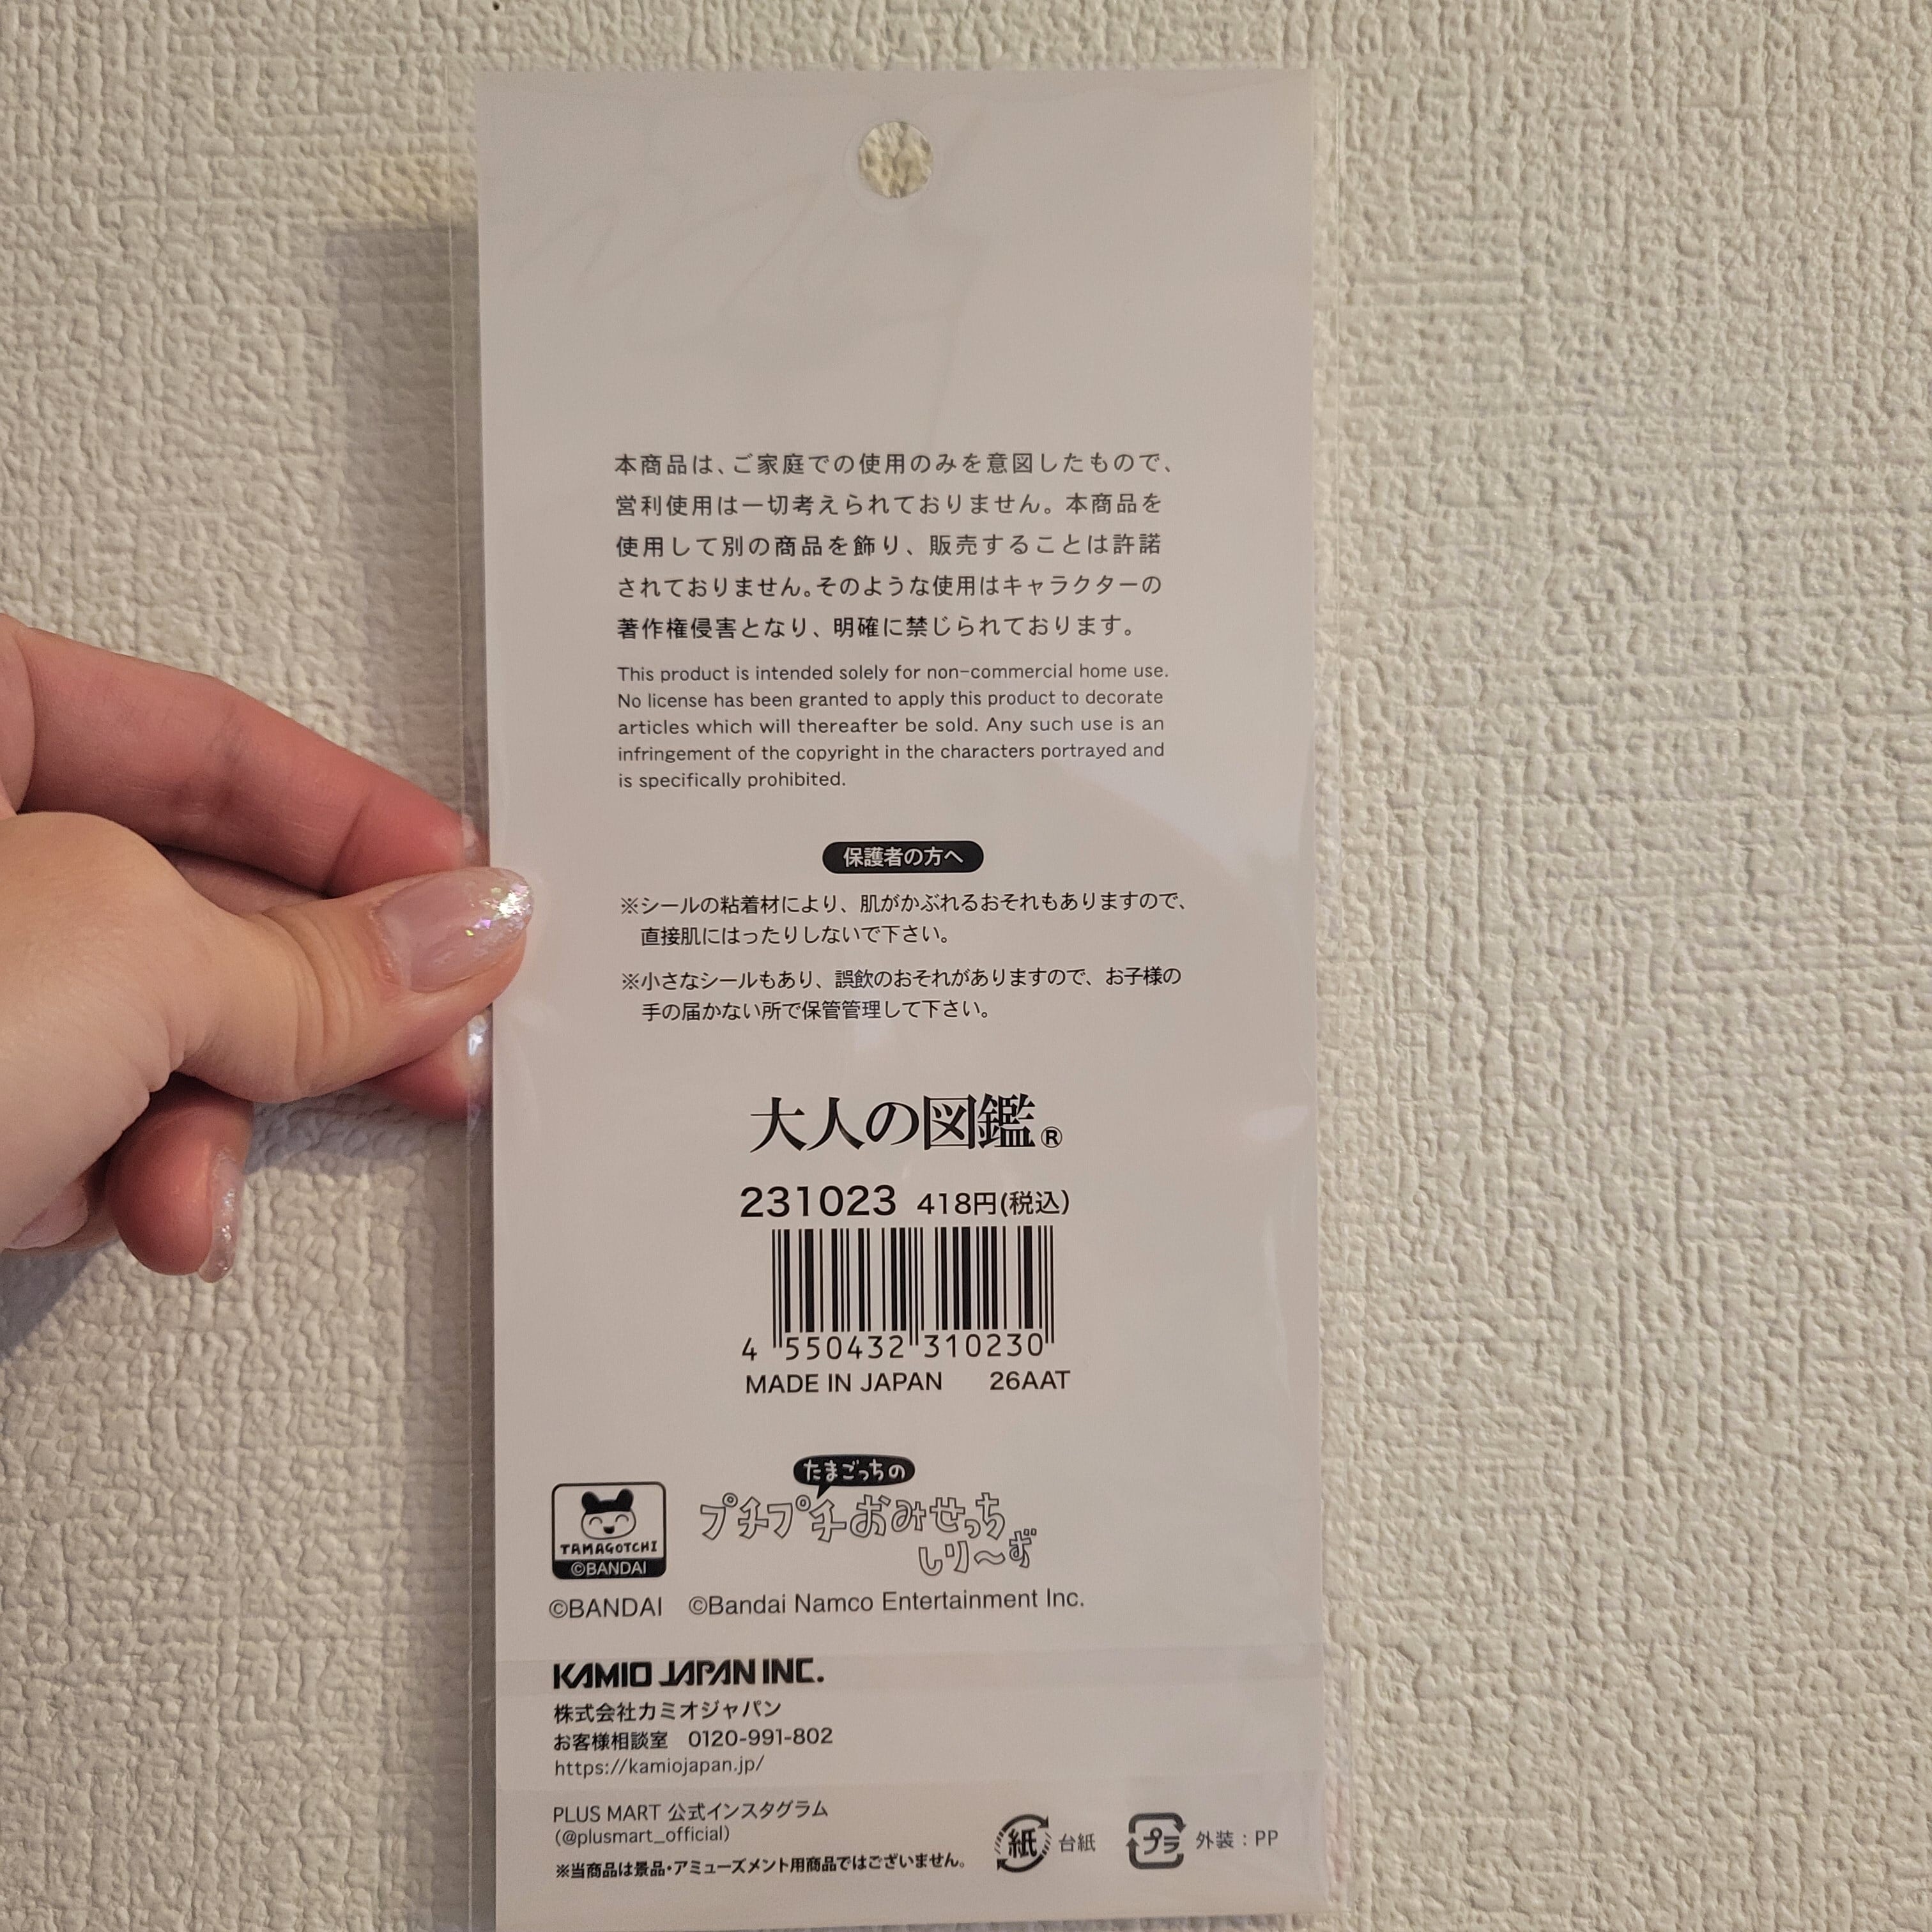 本商品は、ご家庭での使用のみを意図したもので、
営利使用は一切考えられておりません。本商品を
使用して別の商品を飾り、販売することは許諾
されておりません。そのような使用はキャラクターの
著作権侵害となり、明確に禁じられております。
This product is intended solely for non-commercial home use.
No license has been granted to apply this product to decorate
articles which will thereafter be sold. Any such use is an
infringement of the copyright in the characters portrayed and
is specifically prohibited.
保護者の方へ
※シールの粘着材により、肌がかぶれるおそれもありますので、
直接肌にはったりしないで下さい。
※小さなシールもあり、誤飲のおそれがありますので、お子様の
手の届かない所で保管管理して下さい。
大人の図鑑®
231023 418円(税込)
4 550432 310230
MADE IN JAPAN 26AAT
たまごっちの
プチプチおみせっち
しり〜ず
TAMAGOTCHI
©BANDAI
©BANDAI ©Bandai Namco Entertainment Inc.
KAMIO JAPAN INC.
株式会社カミオジャパン
お客様相談室 0120-991-802
https://kamiojapan.jp/
PLUS MART 公式インスタグラム
(@plusmart_official)
※当商品は景品・アミューズメント用商品ではございません。
紙 台紙
プラ 外装：PP